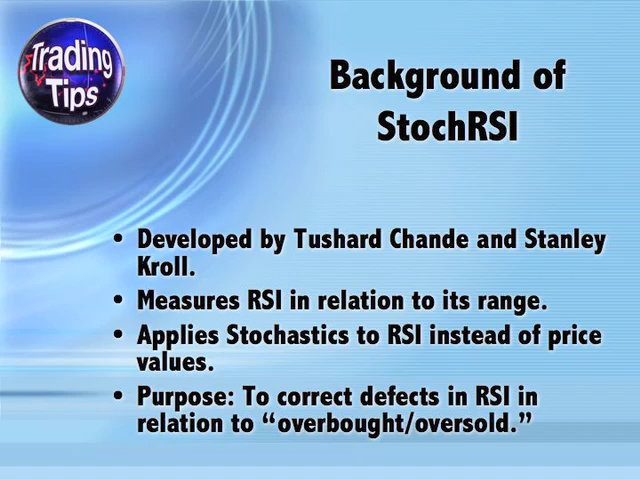 Trading
Tips
Background of
StochRSI
• Developed by Tushard Chande and Stanley
Kroll.
• Measures RSI in relation to its range.
• Applies Stochastics to RSI instead of price
values.
• Purpose: To correct defects in RSI in
relation to “overbought/oversold.”